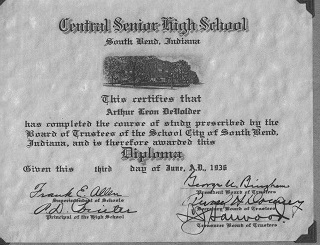 Central Senior High School
South Bend, Indiana
This certifies that
Arthur Leon DeVolder
has completed the course of study prescribed by the
Board of Trustees of the School City of South Bend,
Indiana, and is therefore awarded this
Diploma
Given this third day of June, A.D., 1936
Frank E. Allen
Superintendent of Schools
Principal of the High School
George U. Bingham
President Board of Trustees
Secretary Board of Trustees
Treasurer Board of Trustees